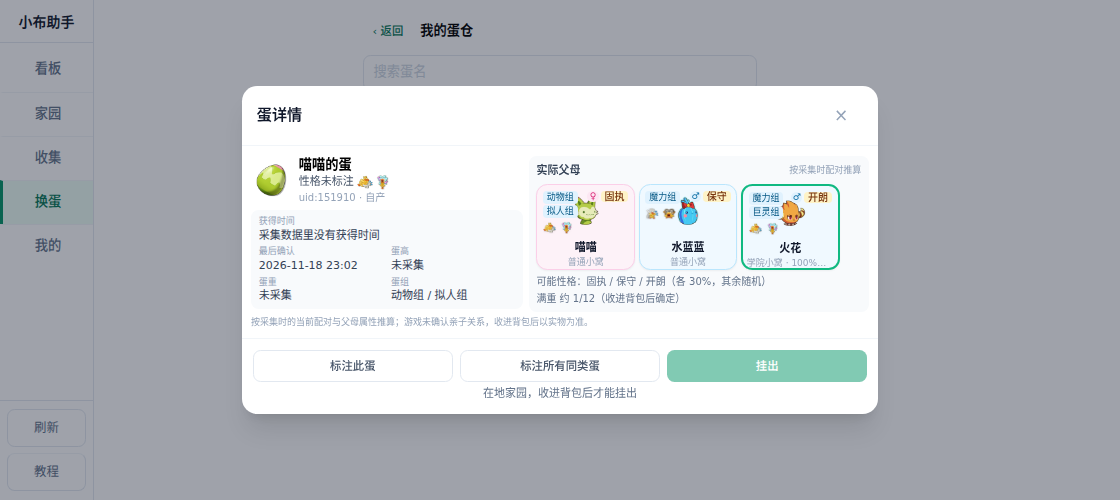 小布助手
看板
家园
收集
换蛋
我的
刷新
教程
‹ 返回
我的蛋仓
搜索蛋名
蛋详情
×
喵喵的蛋
性格未标注
uid:151910 · 自产
获得时间
采集数据里没有获得时间
最后确认
2026-11-18 23:02
蛋高
未采集
蛋重
未采集
蛋组
动物组 / 拟人组
实际父母
按采集时配对推算
动物组 ♀ 固执
拟人组
喵喵
普通小窝
魔力组 ♂ 保守
水蓝蓝
普通小窝
魔力组 ♂ 开朗
巨灵组
火花
学院小窝 · 100%...
可能性格：固执 / 保守 / 开朗（各 30%，其余随机）
满重 约 1/12（收进背包后确定）
按采集时的当前配对与父母属性推算；游戏未确认亲子关系，收进背包后以实物为准。
标注此蛋
标注所有同类蛋
挂出
在地家园，收进背包后才能挂出